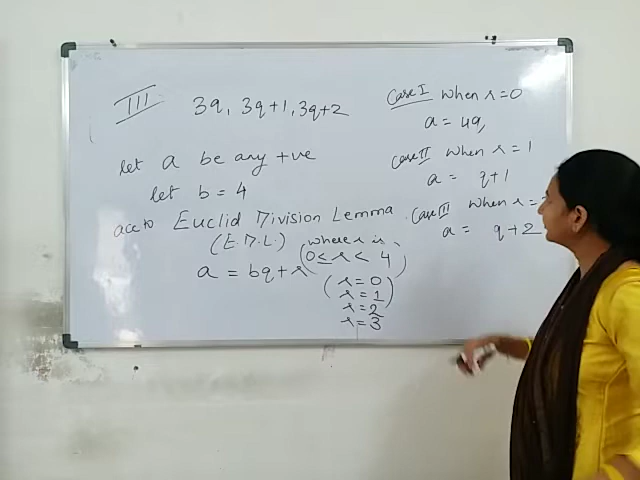 III 3q, 3q+1, 3q+2
let a be any +ve
let b = 4
acc to Euclid Division Lemma.
(E.D.L.) (where r is
a = bq + r 0 ≤ r < 4)
(r = 0
r = 1)
r = 2
r = 3
Case I when r = 0
a = 4q,
Case II when r = 1
a = q+1
Case III when r =
a = q+2